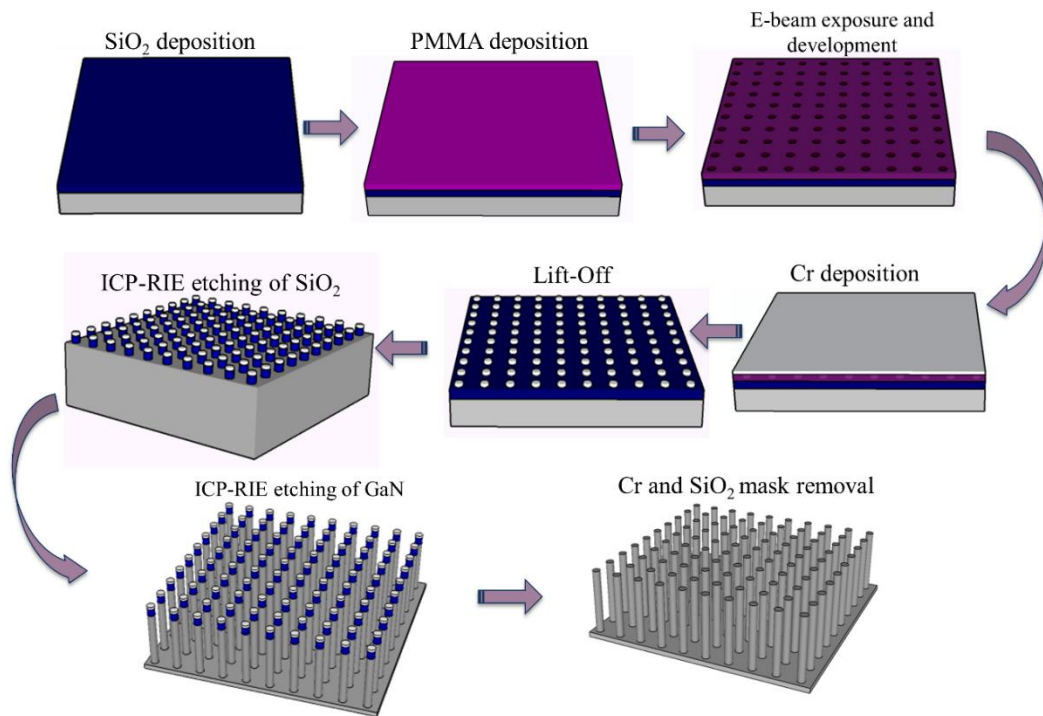 SiO₂ deposition
PMMA deposition
E-beam exposure and
development
Cr deposition
Lift-Off
ICP-RIE etching of SiO₂
ICP-RIE etching of GaN
Cr and SiO₂ mask removal